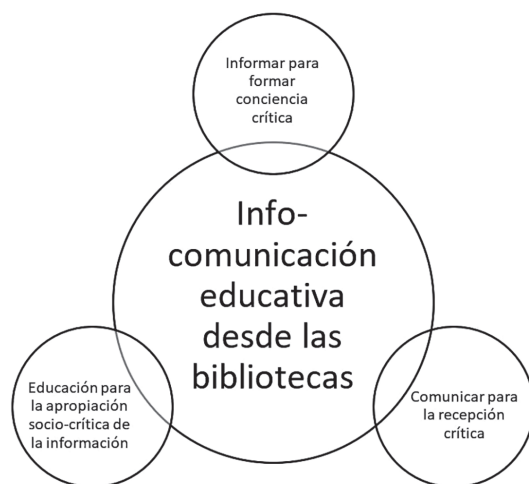 Informar para
formar
conciencia
crítica
Info-
comunicación
educativa
desde las
bibliotecas
Educación para
la apropiación
socio-crítica de
la información
Comunicar para
la recepción
crítica